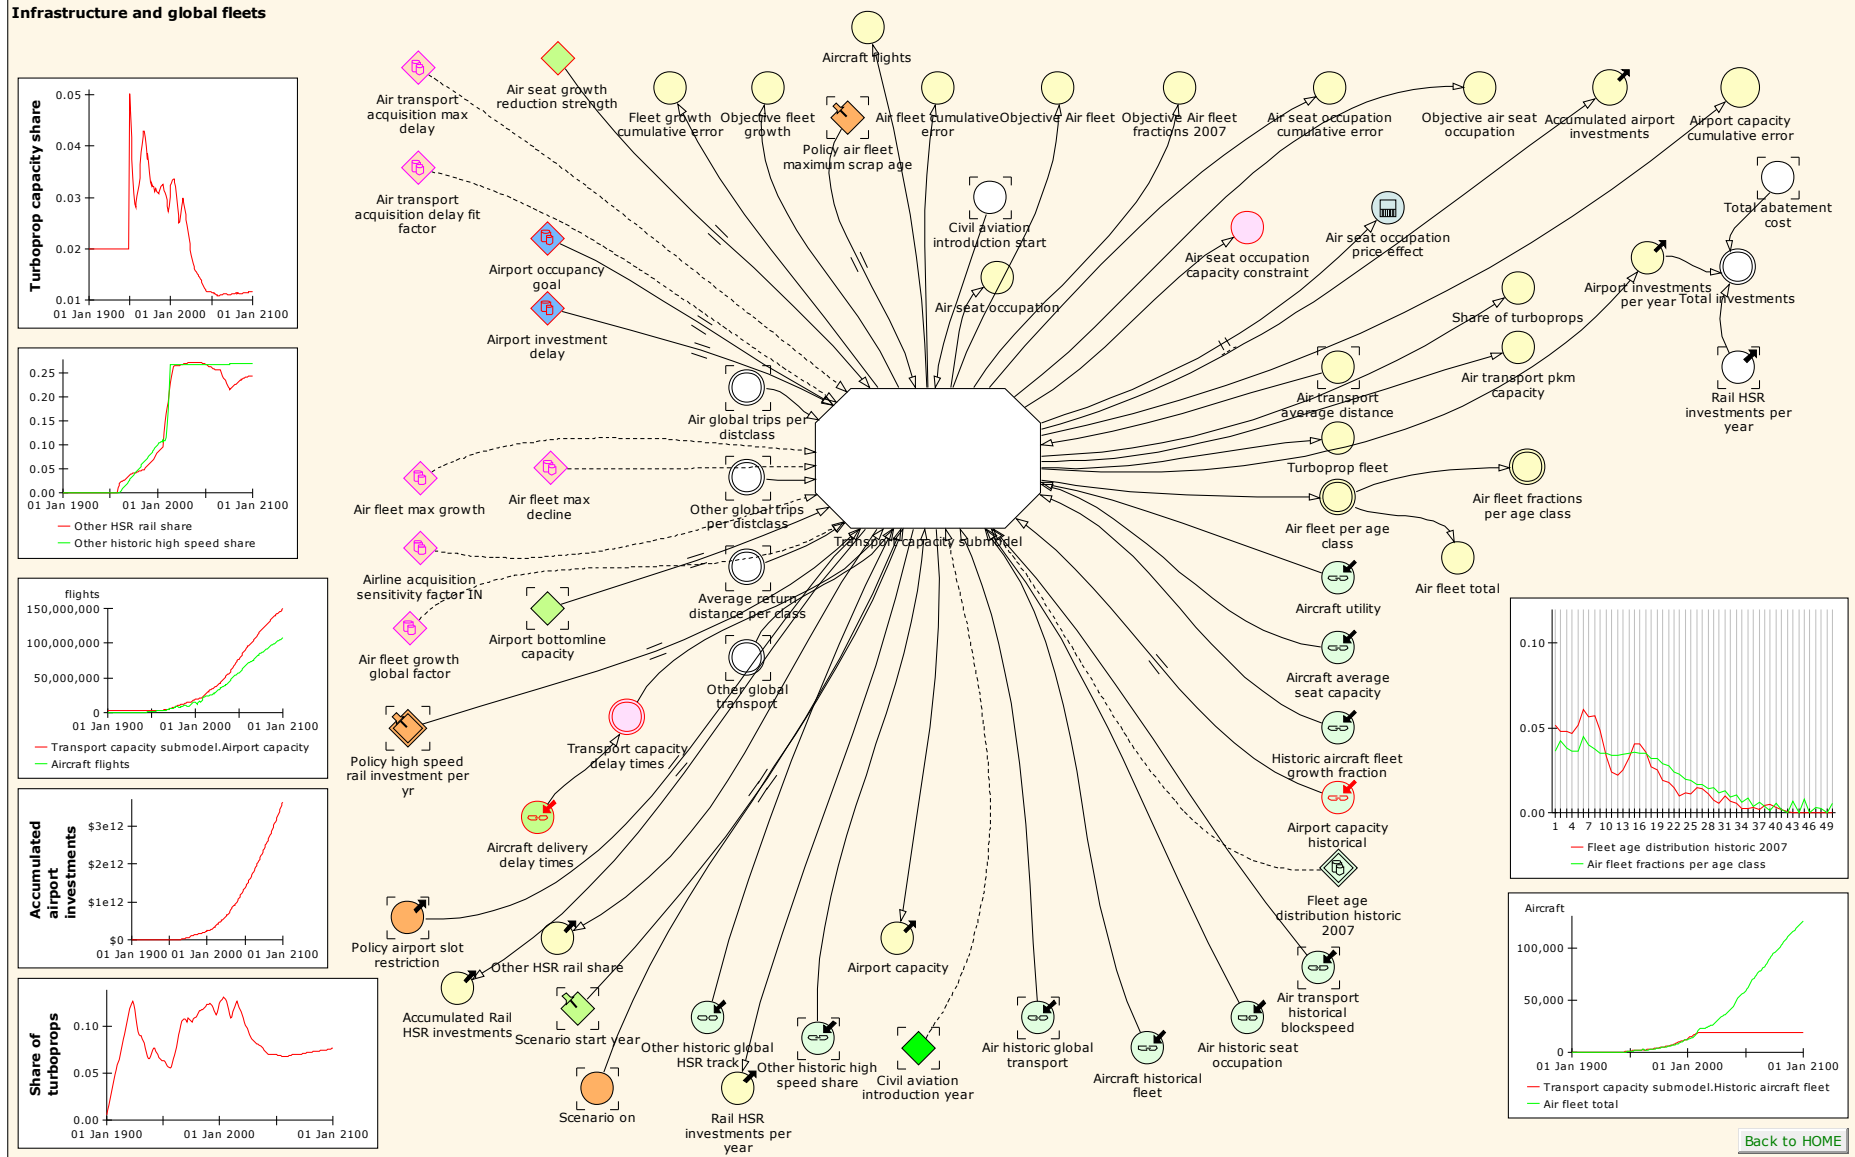 Infrastructure and global fleets
Turboprop capacity share
0.05
0.04
0.03
0.02
0.01
01 Jan 1900
01 Jan 2000
01 Jan 2100
0.25
0.20
0.15
0.10
0.05
0.00
01 Jan 1900
01 Jan 2000
01 Jan 2100
Other HSR rail share
Other historic high speed share
flights
150,000,000
100,000,000
50,000,000
0
01 Jan 1900
01 Jan 2000
01 Jan 2100
Transport capacity submodel.Airport capacity
Aircraft flights
Accumulated
airport
investments
$3e12
$2e12
$1e12
$0
01 Jan 1900
01 Jan 2000
01 Jan 2100
Share of
turboprops
0.10
0.05
0.00
01 Jan 1900
01 Jan 2000
01 Jan 2100
Air transport
acquisition max
delay
Air seat growth
reduction strength
Aircraft flights
Fleet growth
cumulative error
Objective fleet
growth
Policy air fleet
maximum scrap age
Air fleet cumulative
error
Objective Air fleet
Objective Air fleet
fractions 2007
Air seat occupation
cumulative error
Objective air seat
occupation
Accumulated airport
investments
Airport capacity
cumulative error
Air transport
acquisition delay fit
factor
Airport occupancy
goal
Civil aviation
introduction start
Air seat occupation
capacity constraint
Air seat occupation
price effect
Total abatement
cost
Airport investment
delay
Air seat occupation
Share of turboprops
Airport investments
per year
Total investments
Air global trips per
distclass
Air transport
average distance
Air transport pkm
capacity
Rail HSR
investments per
year
Air fleet max growth
Air fleet max
decline
Other global trips
per distclass
Turboprop fleet
Air fleet fractions
per age class
Transport capacity submodel
Air fleet per age
class
Air fleet total
Airline acquisition
sensitivity factor IN
Average return
distance per class
Aircraft utility
Air fleet growth
global factor
Airport bottomline
capacity
Other global
transport
Aircraft average
seat capacity
Policy high speed
rail investment per
yr
Transport capacity
delay times
Historic aircraft fleet
growth fraction
Aircraft delivery
delay times
Airport capacity
historical
Fleet age
distribution historic
2007
Policy airport slot
restriction
Other HSR rail share
Airport capacity
Air transport
historical
blockspeed
Accumulated Rail
HSR investments
Scenario start year
Other historic global
HSR track
Other historic high
speed share
Civil aviation
introduction year
Air historic global
transport
Aircraft historical
fleet
Air historic seat
occupation
Scenario on
Rail HSR
investments per
year
0.10
0.05
0.00
1 4 7 10 13 16 19 22 25 28 31 34 37 40 43 46 49
Fleet age distribution historic 2007
Air fleet fractions per age class
Aircraft
100,000
50,000
0
01 Jan 1900
01 Jan 2000
01 Jan 2100
Transport capacity submodel.Historic aircraft fleet
Air fleet total
Back to HOME